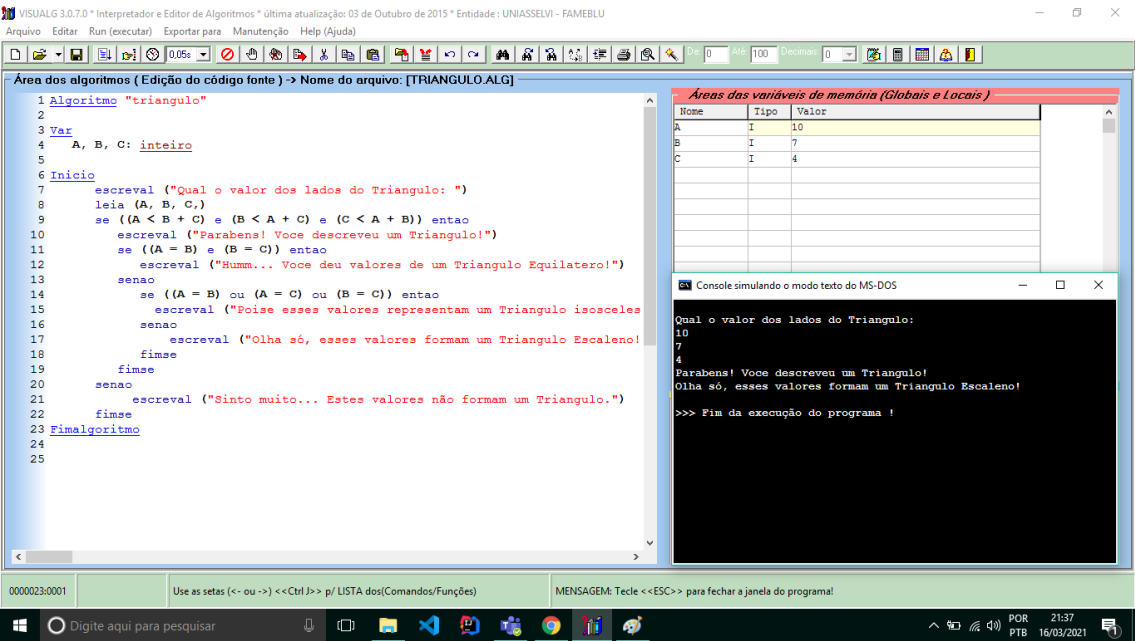 VISUALG 3.0.7.0 * Interpretador e Editor de Algoritmos * última atualização: 03 de Outubro de 2015 * Entidade : UNIASSELVI - FAMEBLU
Arquivo Editar Run (executar) Exportar para Manutenção Help (Ajuda)
0,05s De: 0 Até: 100 Decimais: 0
Área dos algoritmos ( Edição do código fonte ) -> Nome do arquivo: [TRIANGULO.ALG]
1 Algoritmo "triangulo"
2
3 Var
4 A, B, C: inteiro
5
6 Inicio
7 escreval ("Qual o valor dos lados do Triangulo: ")
8 leia (A, B, C,)
9 se ((A < B + C) e (B < A + C) e (C < A + B)) entao
10 escreval ("Parabens! Voce descreveu um Triangulo!")
11 se ((A = B) e (B = C)) entao
12 escreval ("Humm... Voce deu valores de um Triangulo Equilatero!")
13 senao
14 se ((A = B) ou (A = C) ou (B = C)) entao
15 escreval ("Poise esses valores representam um Triangulo isosceles
16 senao
17 escreval ("Olha só, esses valores formam um Triangulo Escaleno!
18 fimse
19 fimse
20 senao
21 escreval ("Sinto muito... Estes valores não formam um Triangulo.")
22 fimse
23 Fimalgoritmo
24
25
Áreas das variáveis de memória (Globais e Locais )
Nome Tipo Valor
A I 10
B I 7
C I 4
Console simulando o modo texto do MS-DOS
Qual o valor dos lados do Triangulo:
10
7
4
Parabens! Voce descreveu um Triangulo!
Olha só, esses valores formam um Triangulo Escaleno!
>>> Fim da execução do programa !
0000023:0001 Use as setas (<- ou ->) <<Ctrl J>> p/ LISTA dos(Comandos/Funções) MENSAGEM: Tecle <<ESC>> para fechar a janela do programa!
Digite aqui para pesquisar
POR 21:37
PTB 16/03/2021
1